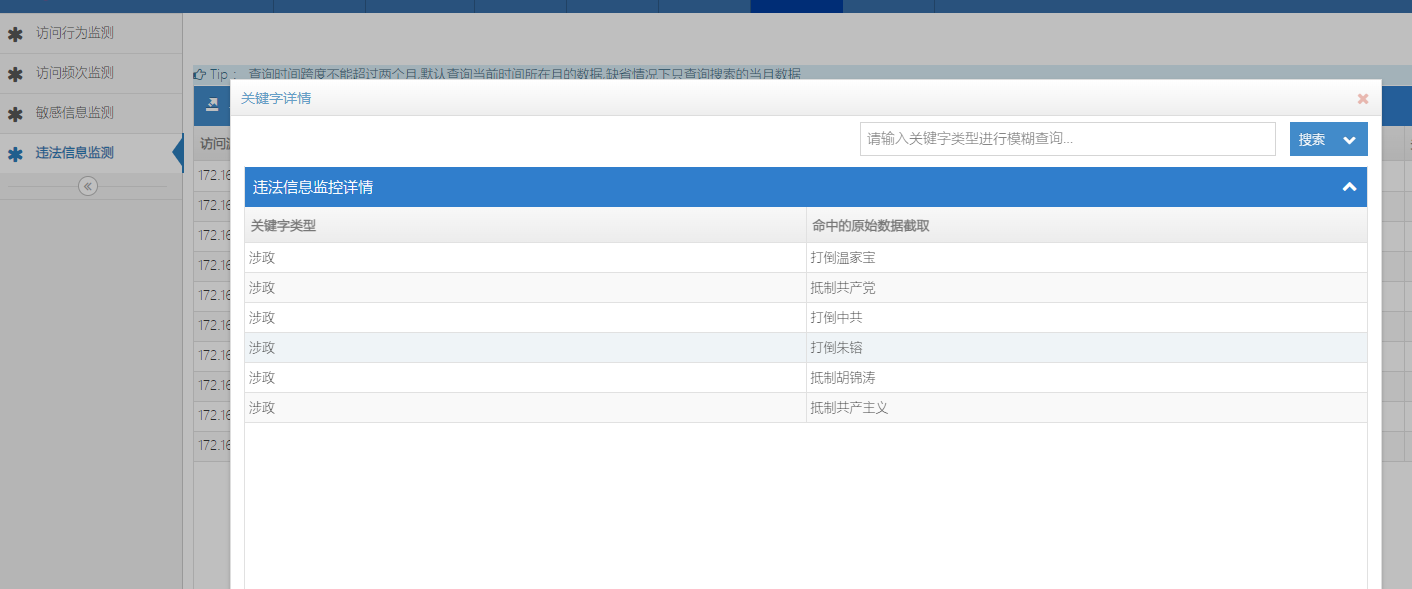 访问行为监测
访问频次监测
敏感信息监测
违法信息监测
Tip： 查询时间跨度不能超过两个月,默认查询当前时间所在月的数据,缺省情况下只查询搜索的当月数据
关键字详情
请输入关键字类型进行模糊查询...
搜索
违法信息监控详情
访问
关键字类型 命中的原始数据截取
172.16
涉政 打倒温家宝
172.16
涉政 抵制共产党
172.16
涉政 打倒中共
172.16
涉政 打倒朱镕
172.16
涉政 抵制胡锦涛
172.16
涉政 抵制共产主义
172.16
172.16
172.16
172.16